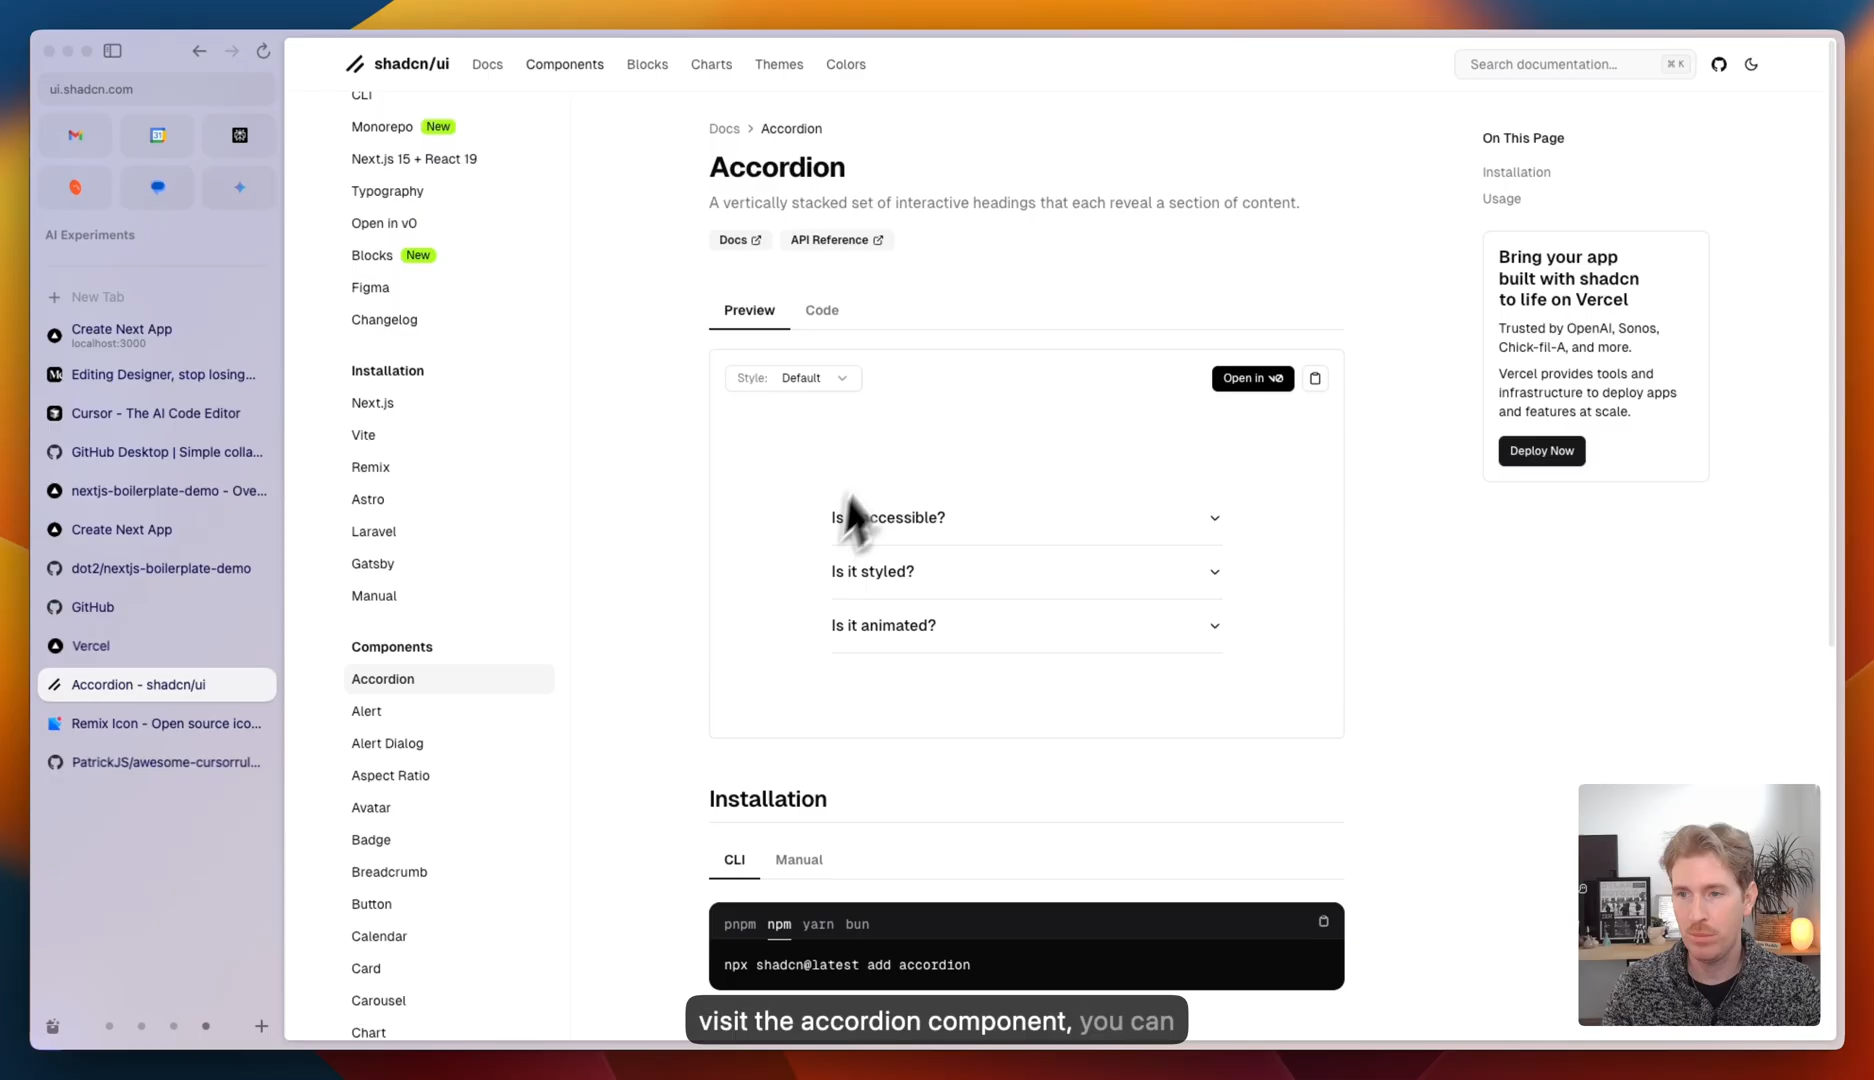 ui.shadcn.com
31
AI Experiments
New Tab
Create Next App
localhost:3000
Editing Designer, stop losing...
Cursor - The AI Code Editor
GitHub Desktop | Simple colla...
nextjs-boilerplate-demo - Ove...
Create Next App
dot2/nextjs-boilerplate-demo
GitHub
Vercel
Accordion - shadcn/ui
Remix Icon - Open source ico...
PatrickJS/awesome-cursorrul...
shadcn/ui
Docs
Components
Blocks
Charts
Themes
Colors
Search documentation...
⌘ K
CLI
Monorepo New
Next.js 15 + React 19
Typography
Open in v0
Blocks New
Figma
Changelog
Installation
Next.js
Vite
Remix
Astro
Laravel
Gatsby
Manual
Components
Accordion
Alert
Alert Dialog
Aspect Ratio
Avatar
Badge
Breadcrumb
Button
Calendar
Card
Carousel
Chart
Docs > Accordion
Accordion
A vertically stacked set of interactive headings that each reveal a section of content.
Docs
API Reference
Preview
Code
Style: Default
Open in v0
Is accessible?
Is it styled?
Is it animated?
Installation
CLI
Manual
pnpm npm yarn bun
npx shadcn@latest add accordion
visit the accordion component, you can
On This Page
Installation
Usage
Bring your app
built with shadcn
to life on Vercel
Trusted by OpenAI, Sonos,
Chick-fil-A, and more.
Vercel provides tools and
infrastructure to deploy apps
and features at scale.
Deploy Now